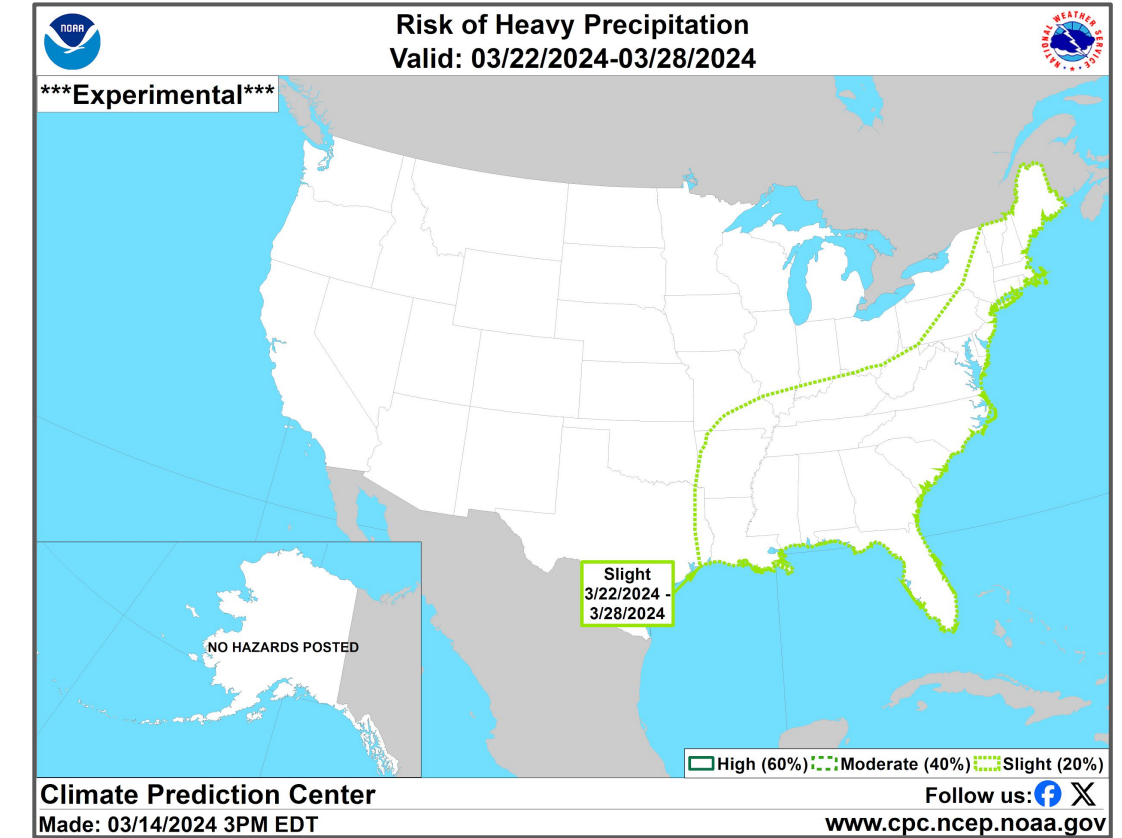 NOAA
Risk of Heavy Precipitation
Valid: 03/22/2024-03/28/2024
NATIONAL WEATHER SERVICE
***Experimental***
Slight
3/22/2024 -
3/28/2024
NO HAZARDS POSTED
High (60%) Moderate (40%) Slight (20%)
Climate Prediction Center
Follow us:
Made: 03/14/2024 3PM EDT
www.cpc.ncep.noaa.gov